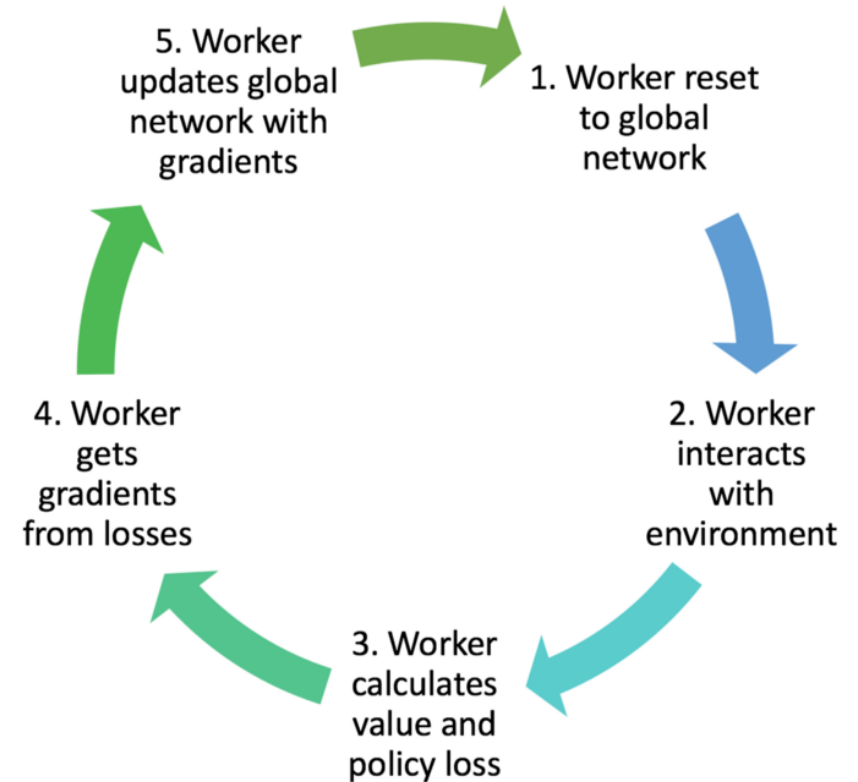 1. Worker reset
to global
network
2. Worker
interacts
with
environment
3. Worker
calculates
value and
policy loss
4. Worker
gets
gradients
from losses
5. Worker
updates global
network with
gradients